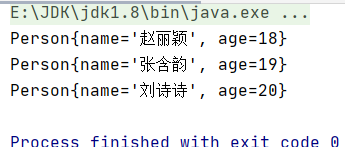 E:\JDK\jdk1.8\bin\java.exe ...
Person{name='赵丽颖', age=18}
Person{name='张含韵', age=19}
Person{name='刘诗诗', age=20}
Process finished with exit code 0